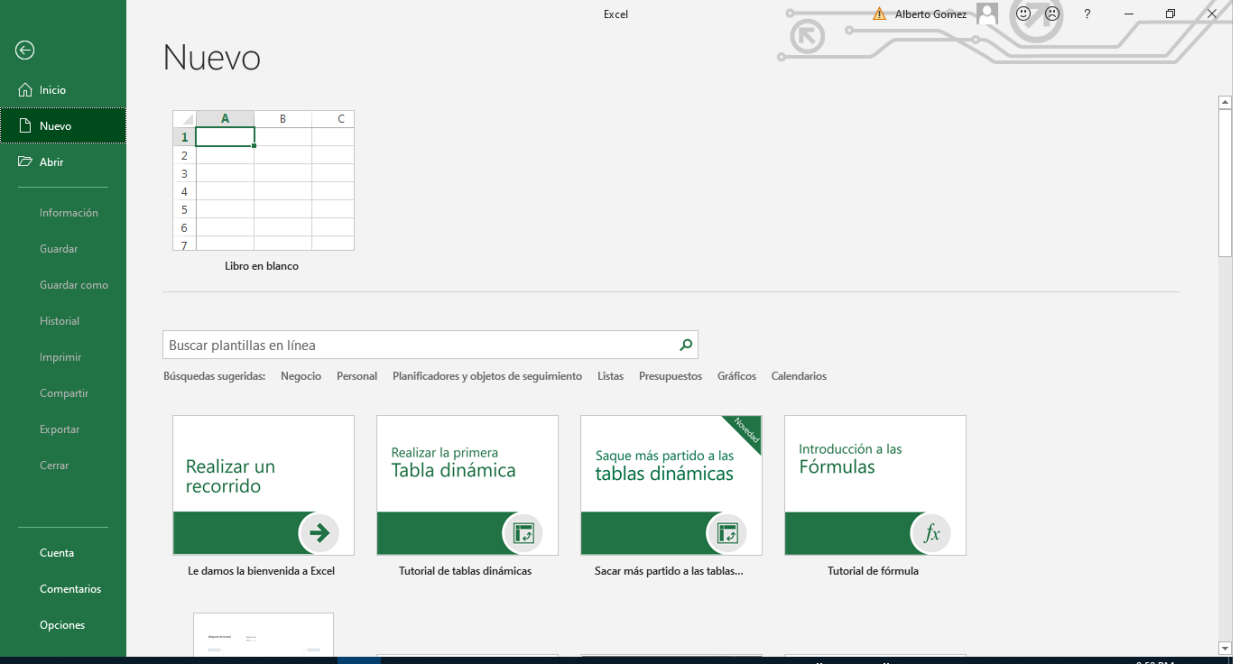 Excel
Alberto Gomez
?
Nuevo
Inicio
Nuevo
Abrir
Información
Guardar
Guardar como
Historial
Imprimir
Compartir
Exportar
Cerrar
Cuenta
Comentarios
Opciones
A B C
1
2
3
4
5
6
7
Libro en blanco
Buscar plantillas en línea
Búsquedas sugeridas: Negocio Personal Planificadores y objetos de seguimiento Listas Presupuestos Gráficos Calendarios
Realizar un
recorrido
Le damos la bienvenida a Excel
Realizar la primera
Tabla dinámica
Tutorial de tablas dinámicas
Novedad
Saque más partido a las
tablas dinámicas
Sacar más partido a las tablas...
Introducción a las
Fórmulas
fx
Tutorial de fórmula